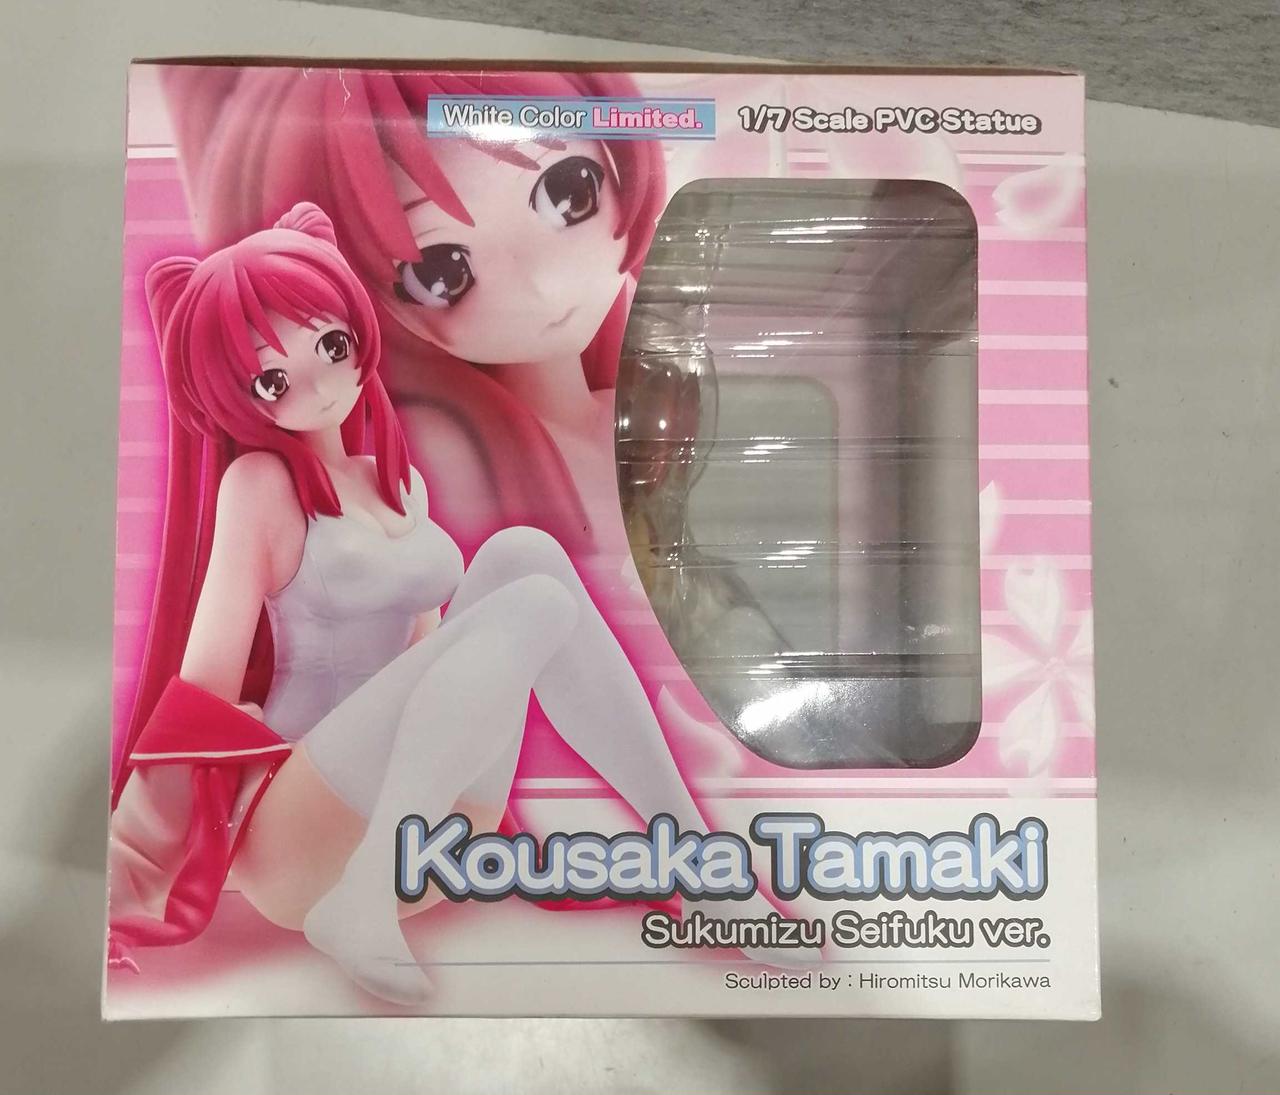 White Color Limited.
1/7 Scale PVC Statue
Kousaka Tamaki
Sukumizu Seifuku ver.
Sculpted by : Hiromitsu Morikawa